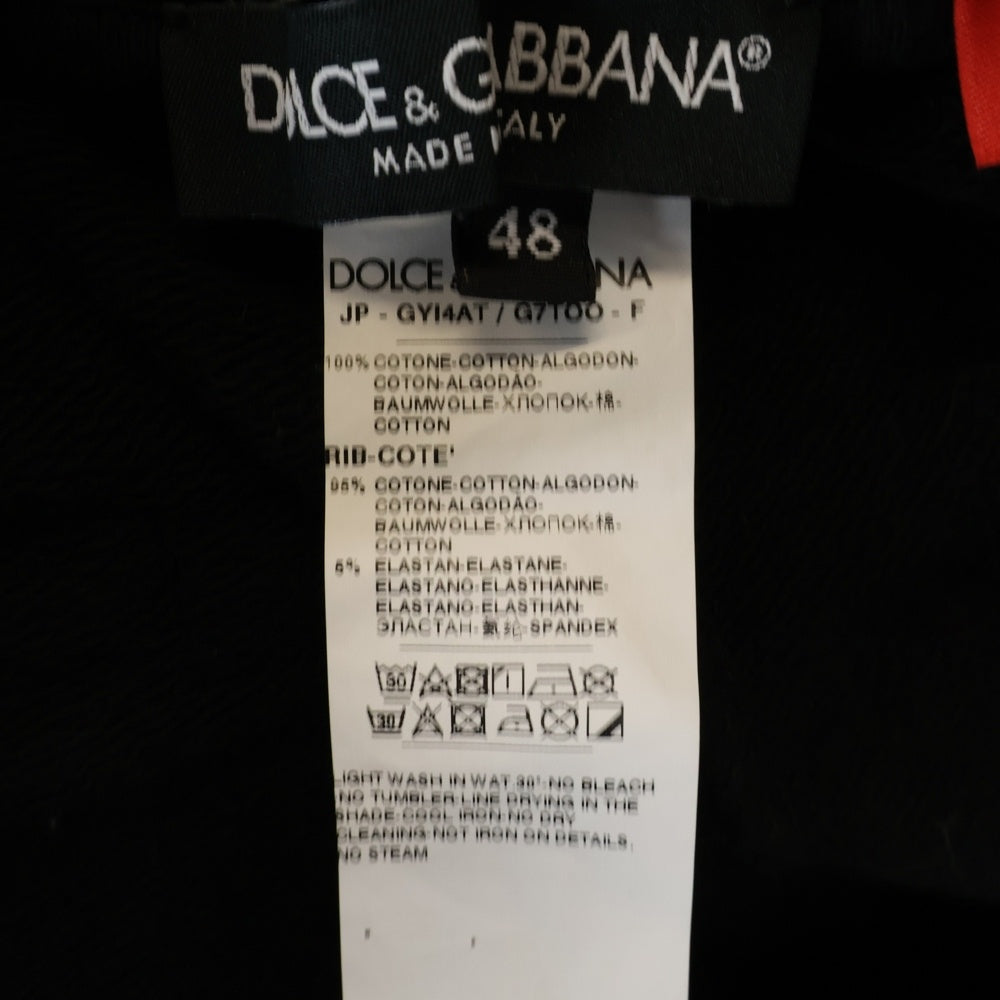 DOLCE & GABBANA®
MADE ITALY
48
DOLCE & NA
JP - GYI4AT / G7TOO - F
100% COTONE-COTTON-ALGODON-
COTON-ALGODÃO-
BAUMWOLLE-ХЛОПОК-棉-
COTTON
RIB-COTE'
95% COTONE-COTTON-ALGODON-
COTON-ALGODÃO-
BAUMWOLLE-ХЛОПОК-棉-
COTTON
5% ELASTAN-ELASTANE-
ELASTANO-ELASTHANNE-
ELASTANO-ELASTHAN-
ЭЛАСТАН-氨纶-SPANDEX
30
30
LIGHT WASH IN WAT 30°-NO BLEACH
NO TUMBLER-LINE DRYING IN THE
SHADE-COOL IRON-NO DRY
CLEANING-NOT IRON ON DETAILS,
NO STEAM